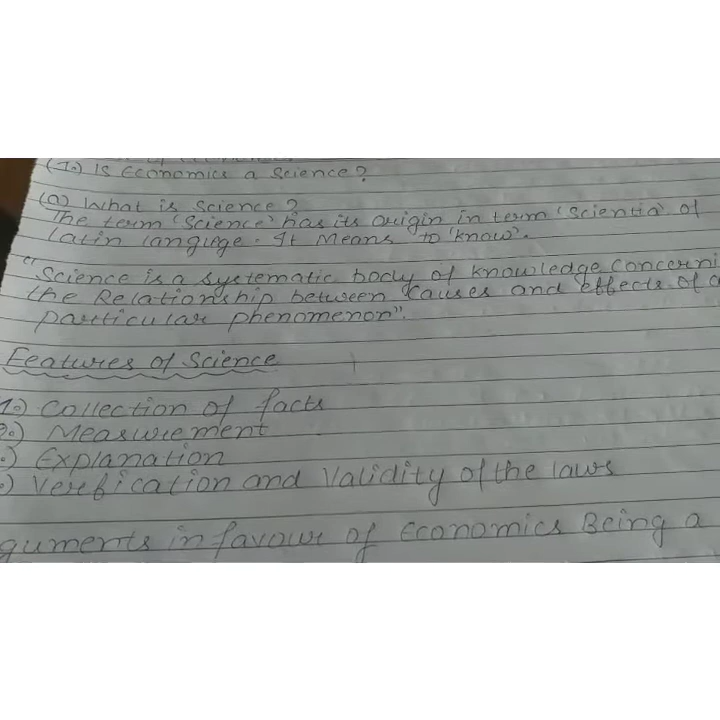 (1.) Is Economics a Science?
(a) What is Science?
The term 'Science' has its origin in term 'Scientia' of
Latin langiege. It Means to 'know'.
"Science is a systematic body of knowledge concerni
the Relationship between causes and effects of a
particular phenomenon".
Features of Science
1.) Collection of facts
2.) Measurement
.) Explanation
.) Verification and Validity of the laws
guments in favour of Economics Being a